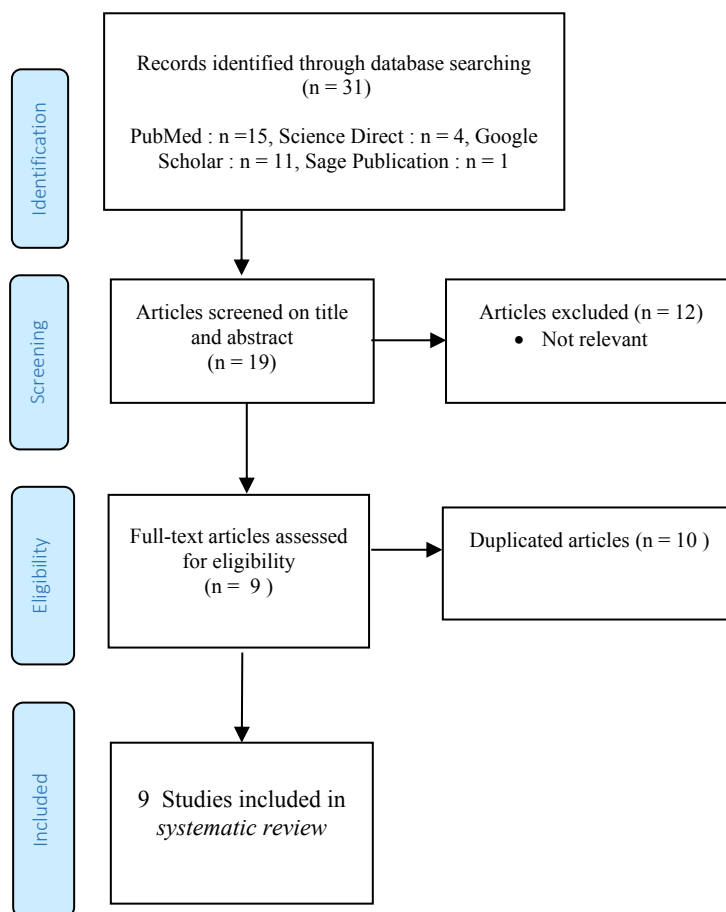 Identification
Records identified through database searching
(n = 31)
PubMed : n =15, Science Direct : n = 4, Google
Scholar : n = 11, Sage Publication : n = 1
Screening
Articles screened on title
and abstract
(n = 19)
Articles excluded (n = 12)
• Not relevant
Eligibility
Full-text articles assessed
for eligibility
(n = 9 )
Duplicated articles (n = 10 )
Included
9 Studies included in
systematic review